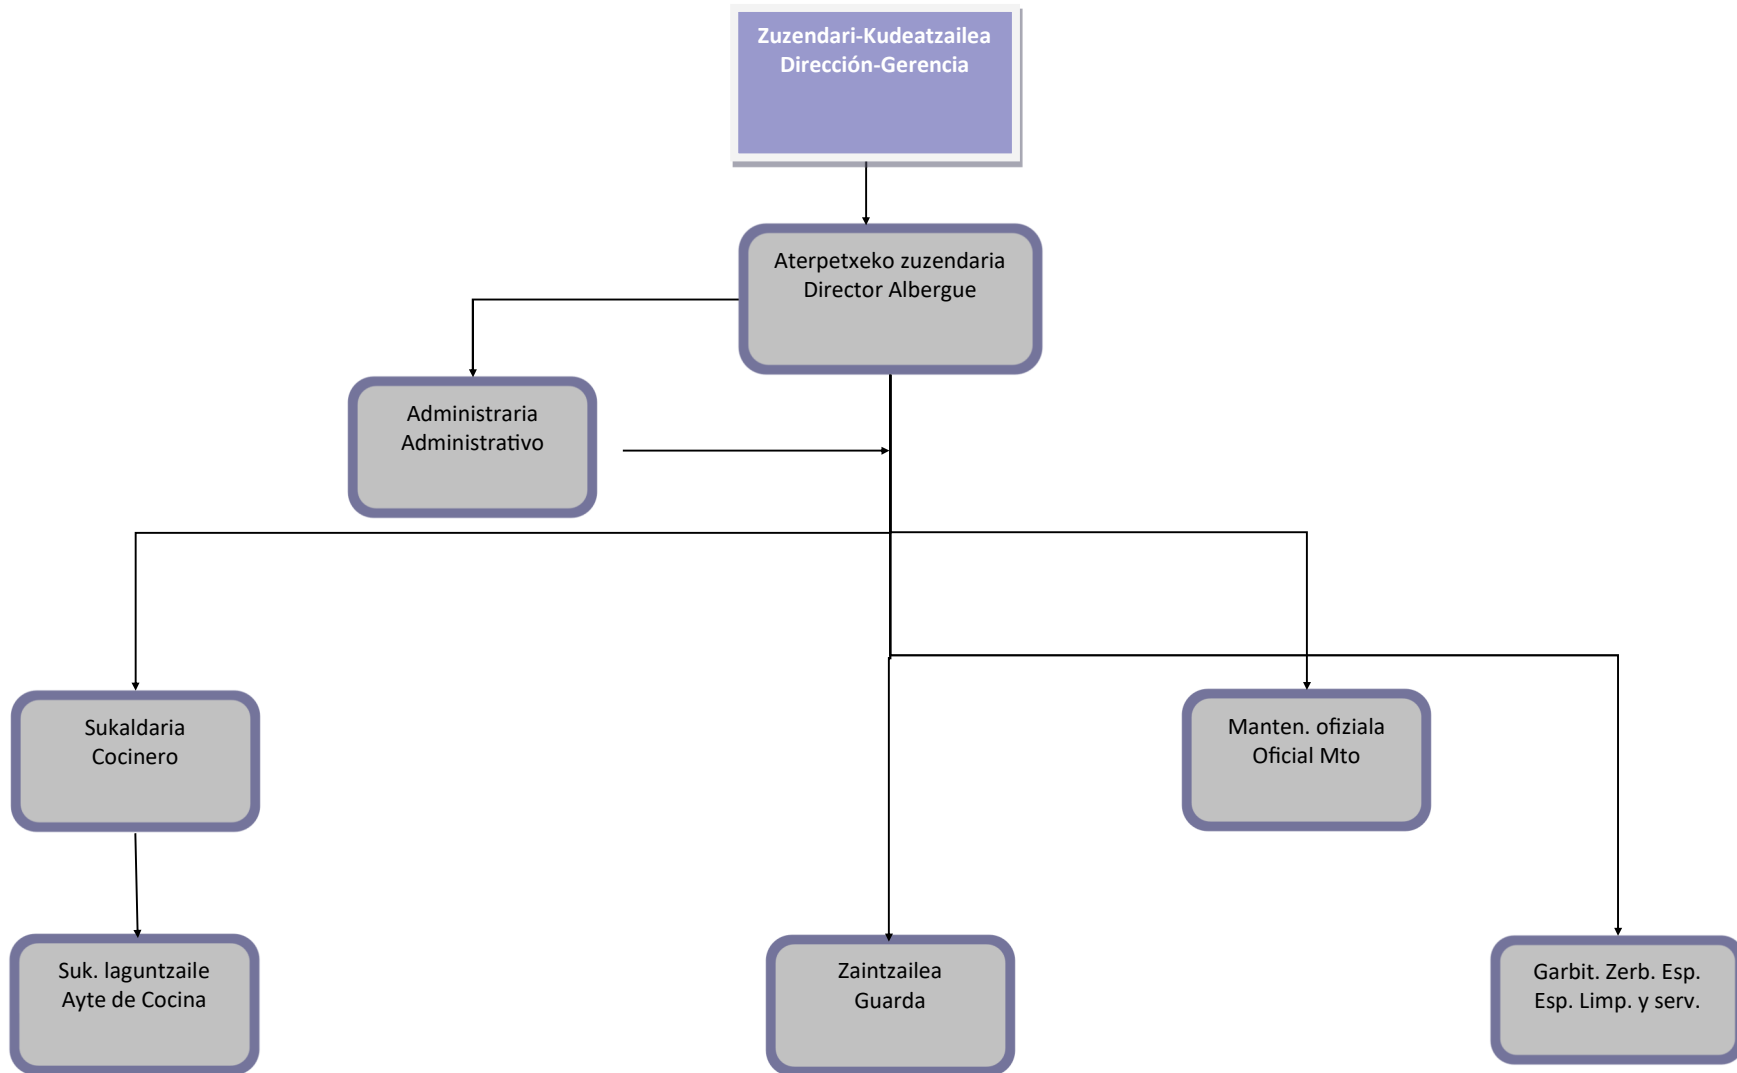 Zuzendari-Kudeatzailea
Dirección-Gerencia
Aterpetxeko zuzendaria
Director Albergue
Administraria
Administrativo
Sukaldaria
Cocinero
Manten. ofiziala
Oficial Mto
Suk. laguntzaile
Ayte de Cocina
Zaintzailea
Guarda
Garbit. Zerb. Esp.
Esp. Limp. y serv.